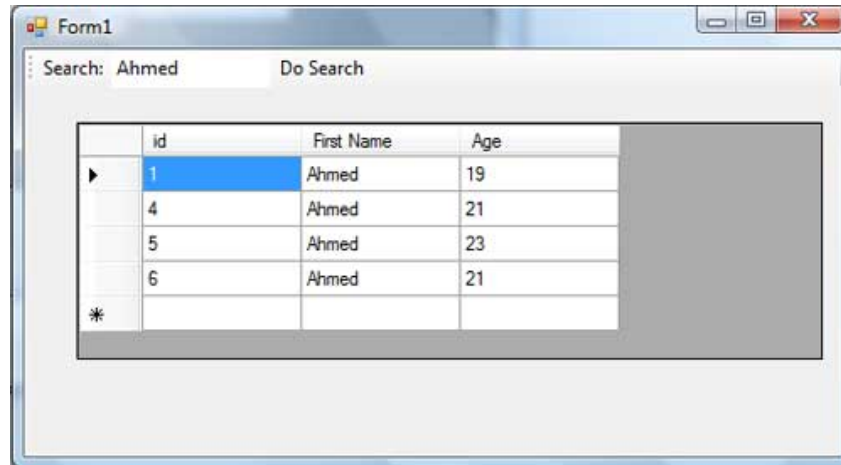 Form1
Search: Ahmed Do Search
id First Name Age
1 Ahmed 19
4 Ahmed 21
5 Ahmed 23
6 Ahmed 21